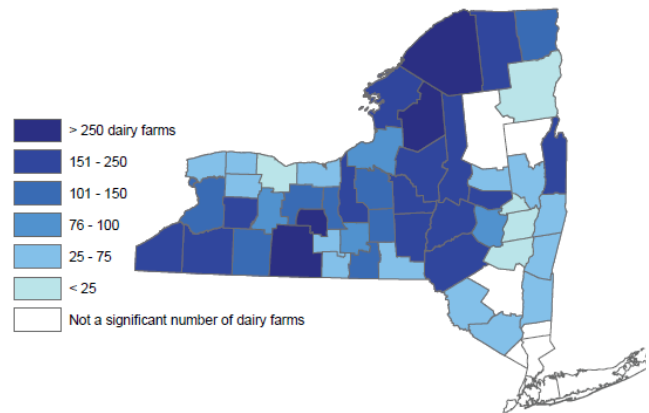 > 250 dairy farms
151 - 250
101 - 150
76 - 100
25 - 75
< 25
Not a significant number of dairy farms